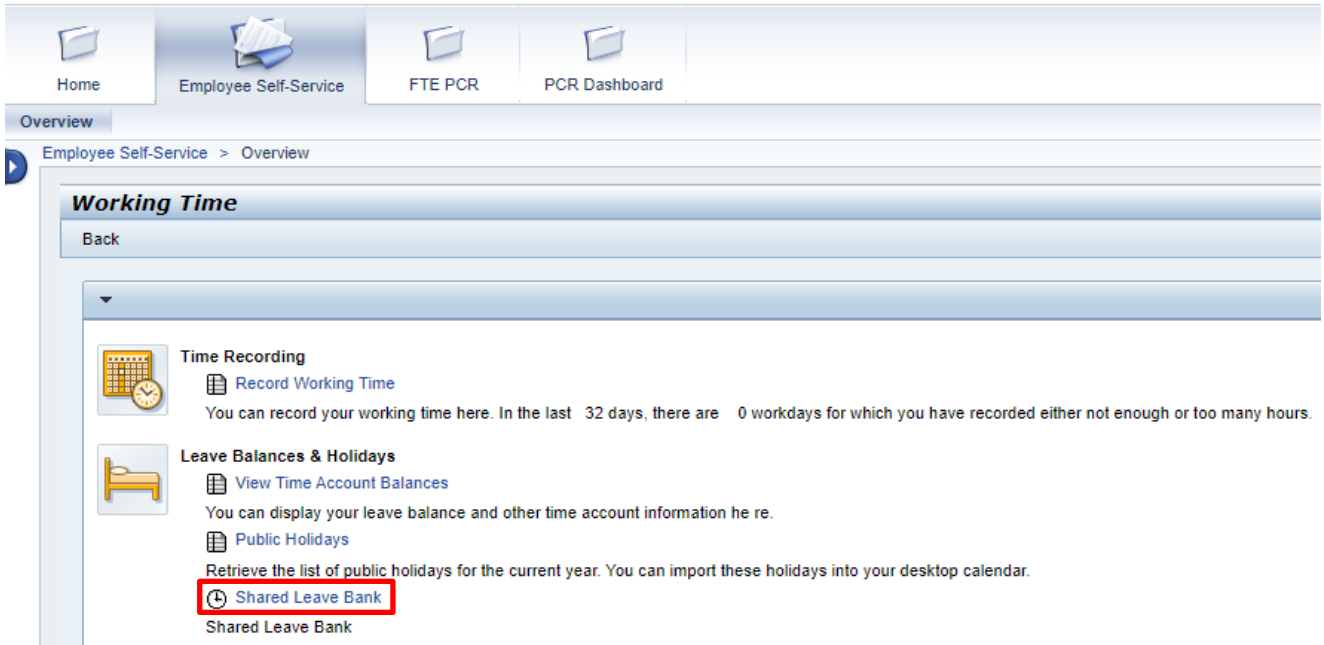 Home Employee Self-Service FTE PCR PCR Dashboard
Overview
Employee Self-Service > Overview
Working Time
Back
Time Recording
Record Working Time
You can record your working time here. In the last 32 days, there are 0 workdays for which you have recorded either not enough or too many hours.
Leave Balances & Holidays
View Time Account Balances
You can display your leave balance and other time account information he re.
Public Holidays
Retrieve the list of public holidays for the current year. You can import these holidays into your desktop calendar.
Shared Leave Bank
Shared Leave Bank